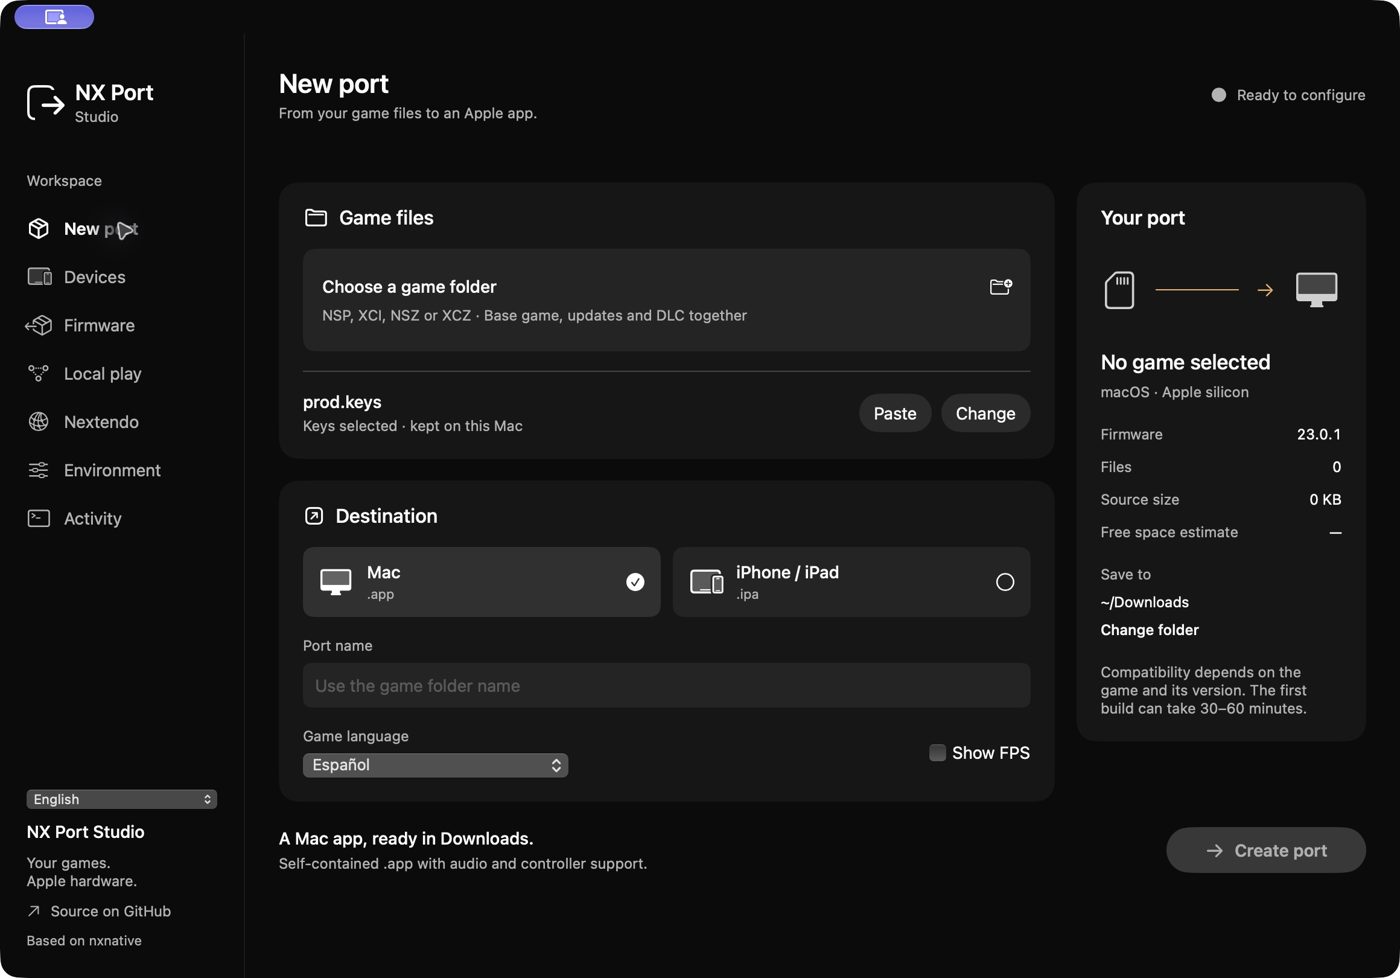 NX Port
Studio
Workspace
New port
Devices
Firmware
Local play
Nextendo
Environment
Activity
English
NX Port Studio
Your games.
Apple hardware.
Source on GitHub
Based on nxnative
New port
From your game files to an Apple app.
Ready to configure
Game files
Choose a game folder
NSP, XCI, NSZ or XCZ · Base game, updates and DLC together
prod.keys
Keys selected · kept on this Mac
Paste
Change
Destination
Mac
.app
iPhone / iPad
.ipa
Port name
Use the game folder name
Game language
Español
Show FPS
A Mac app, ready in Downloads.
Self-contained .app with audio and controller support.
Your port
No game selected
macOS · Apple silicon
Firmware 23.0.1
Files 0
Source size 0 KB
Free space estimate —
Save to
~/Downloads
Change folder
Compatibility depends on the
game and its version. The first
build can take 30–60 minutes.
Create port